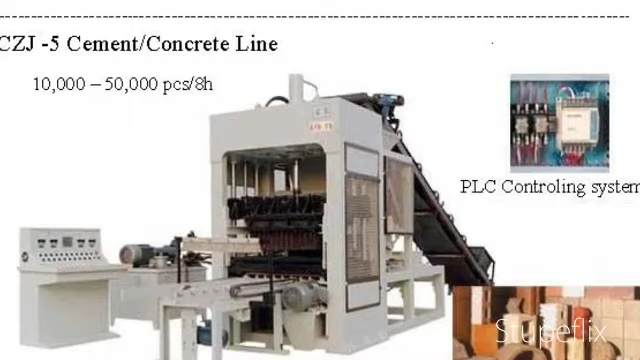 CZJ -5 Cement/Concrete Line
10,000 – 50,000 pcs/8h
PLC Controling system
Stupeflix